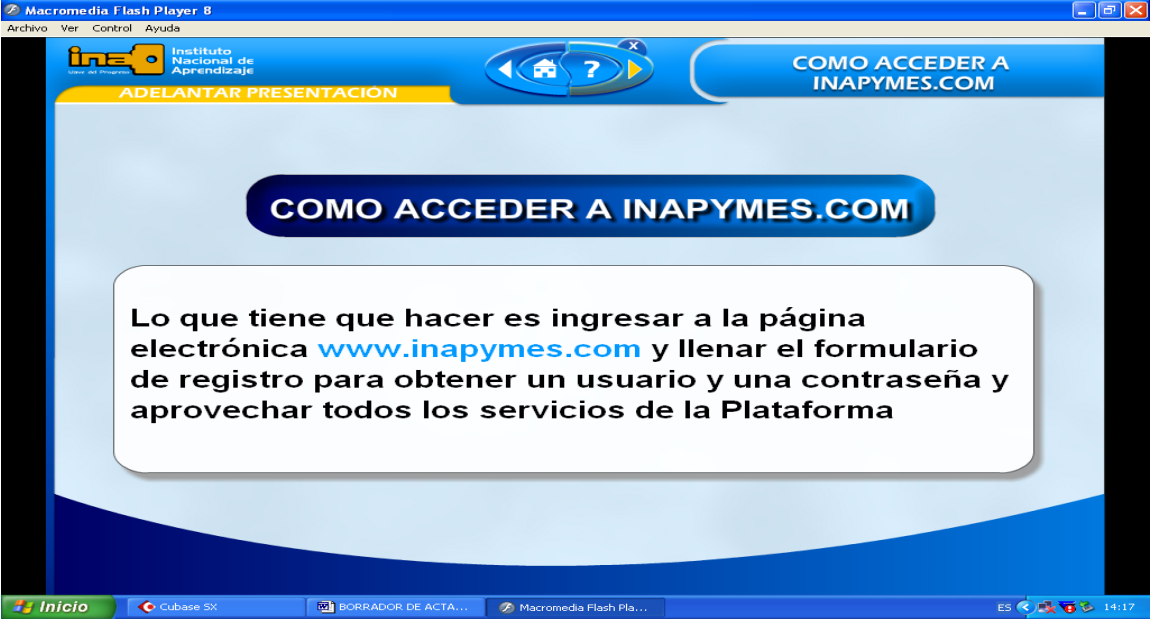 Macromedia Flash Player 8
Archivo Ver Control Ayuda
ina
Llave del Progreso
Instituto
Nacional de
Aprendizaje
ADELANTAR PRESENTACIÓN
?
X
COMO ACCEDER A
INAPYMES.COM
COMO ACCEDER A INAPYMES.COM
Lo que tiene que hacer es ingresar a la página
electrónica www.inapymes.com y llenar el formulario
de registro para obtener un usuario y una contraseña y
aprovechar todos los servicios de la Plataforma
Inicio
Cubase SX
BORRADOR DE ACTA...
Macromedia Flash Pla...
ES
14:17